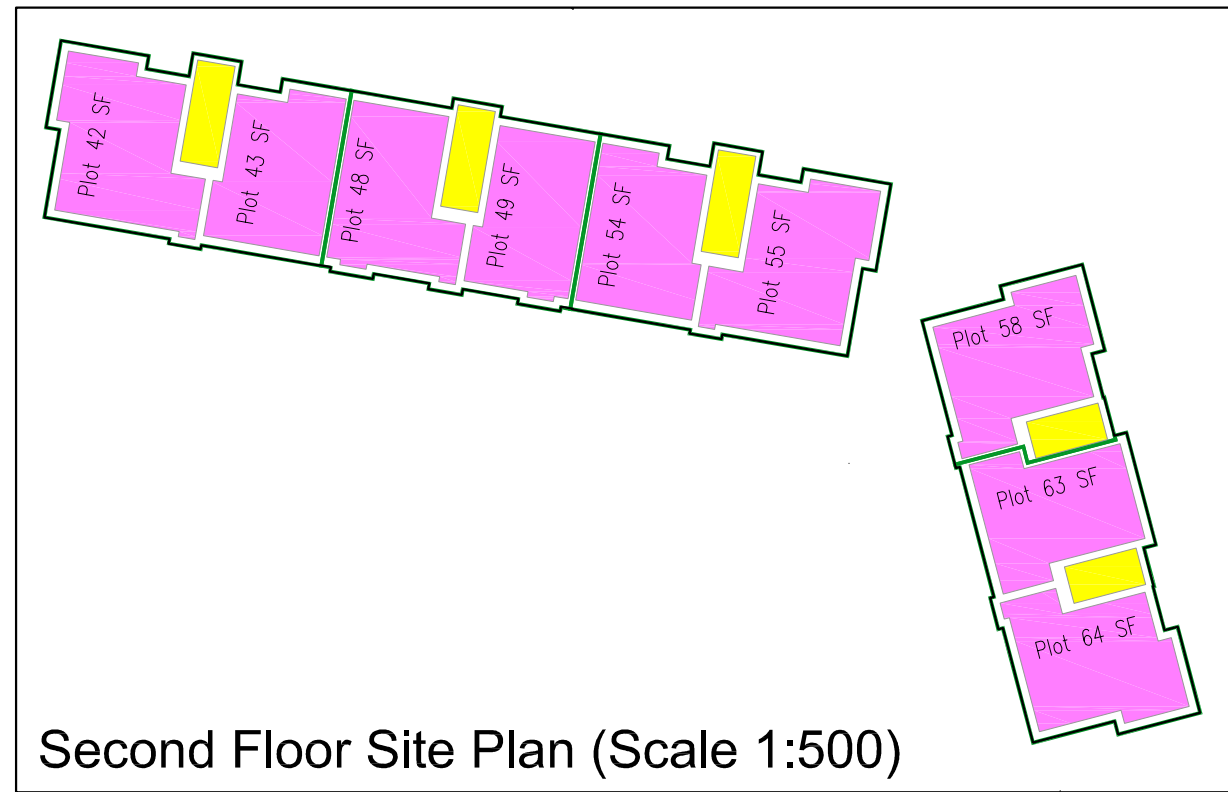 Plot 42 SF
Plot 43 SF
Plot 48 SF
Plot 49 SF
Plot 54 SF
Plot 55 SF
Plot 58 SF
Plot 63 SF
Plot 64 SF
Second Floor Site Plan (Scale 1:500)